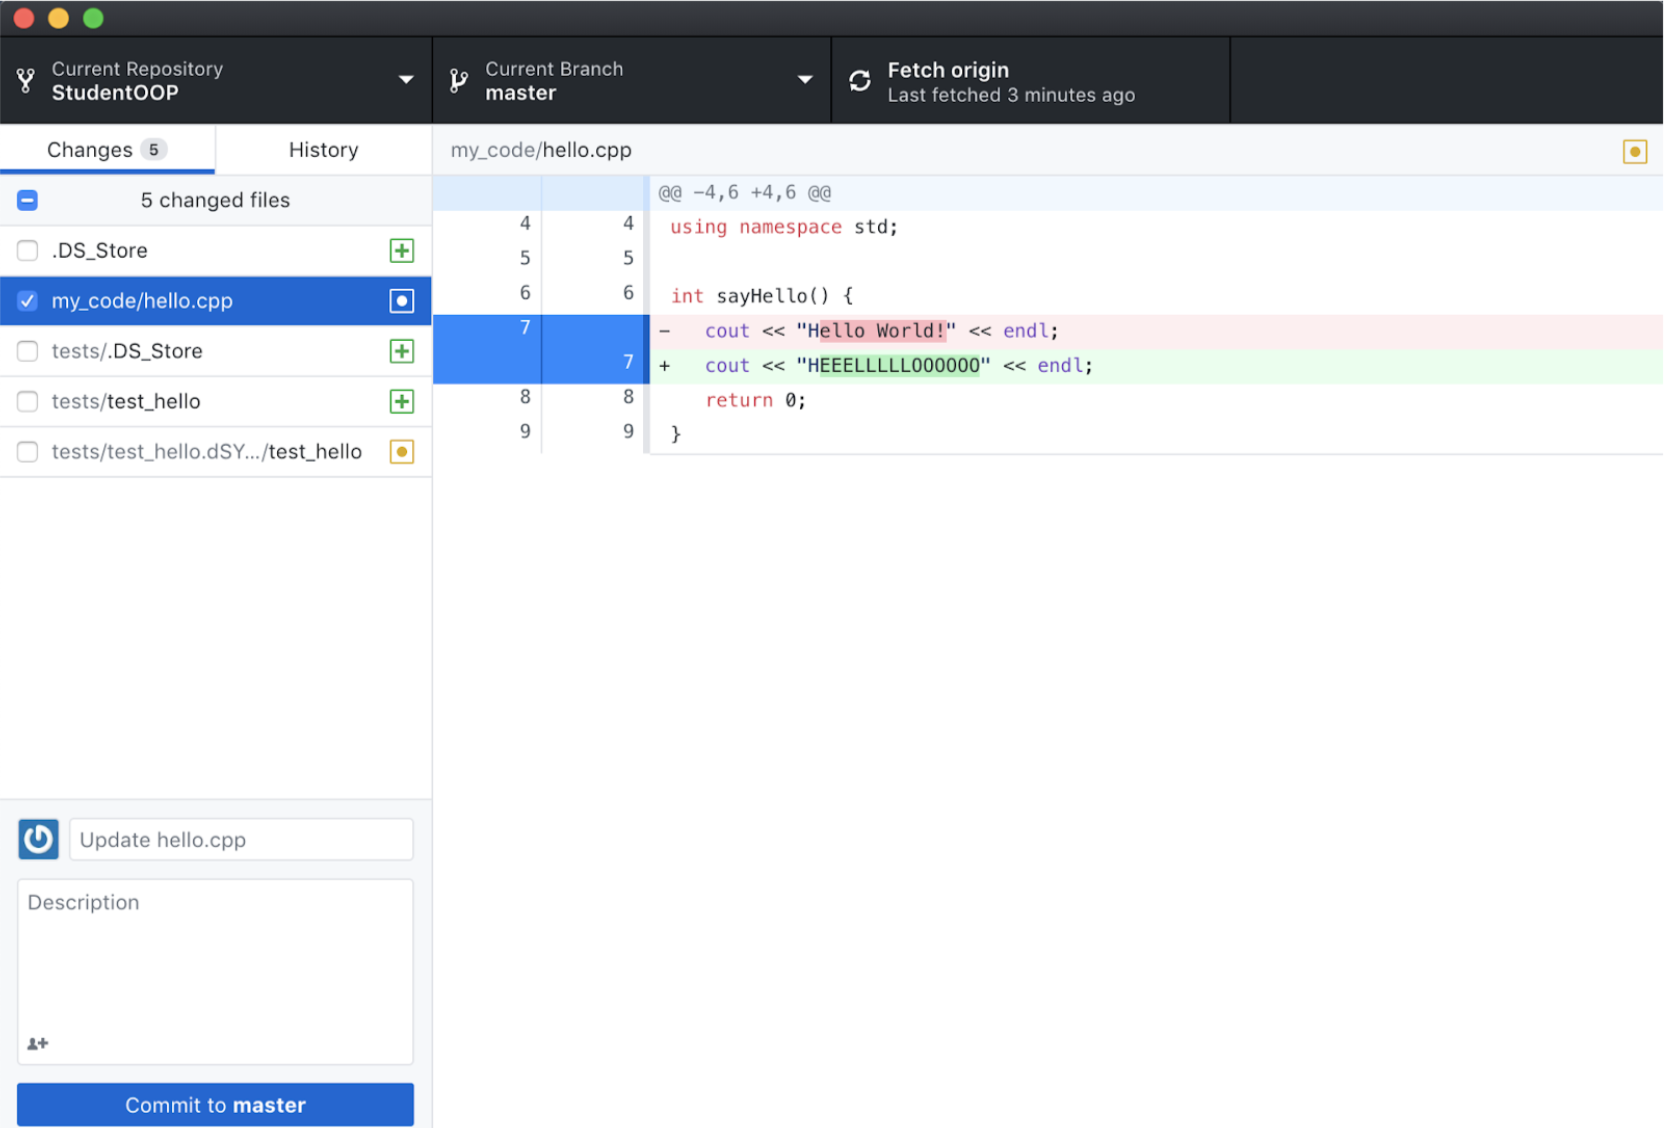 Current Repository
StudentOOP
Current Branch
master
Fetch origin
Last fetched 3 minutes ago
Changes 5
History
5 changed files
.DS_Store
my_code/hello.cpp
tests/.DS_Store
tests/test_hello
tests/test_hello.dSY.../test_hello
my_code/hello.cpp
@@ -4,6 +4,6 @@
4 4 using namespace std;
5 5
6 6 int sayHello() {
7 - cout << "Hello World!" << endl;
7 + cout << "HEEELLLLLOOOOOO" << endl;
8 8 return 0;
9 9 }
Update hello.cpp
Description
Commit to master